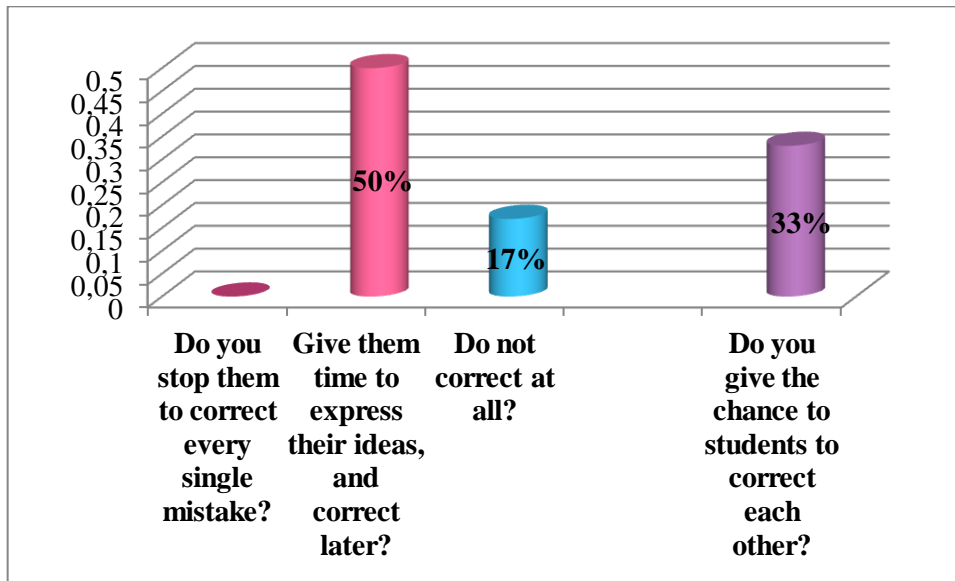 0,5
0,45
0,4
0,35
0,3
0,25
0,2
0,15
0,1
0,05
0
50%
17%
33%
Do you
stop them
to correct
every
single
mistake?
Give them
time to
express
their ideas,
and
correct
later?
Do not
correct at
all?
Do you
give the
chance to
students to
correct
each
other?